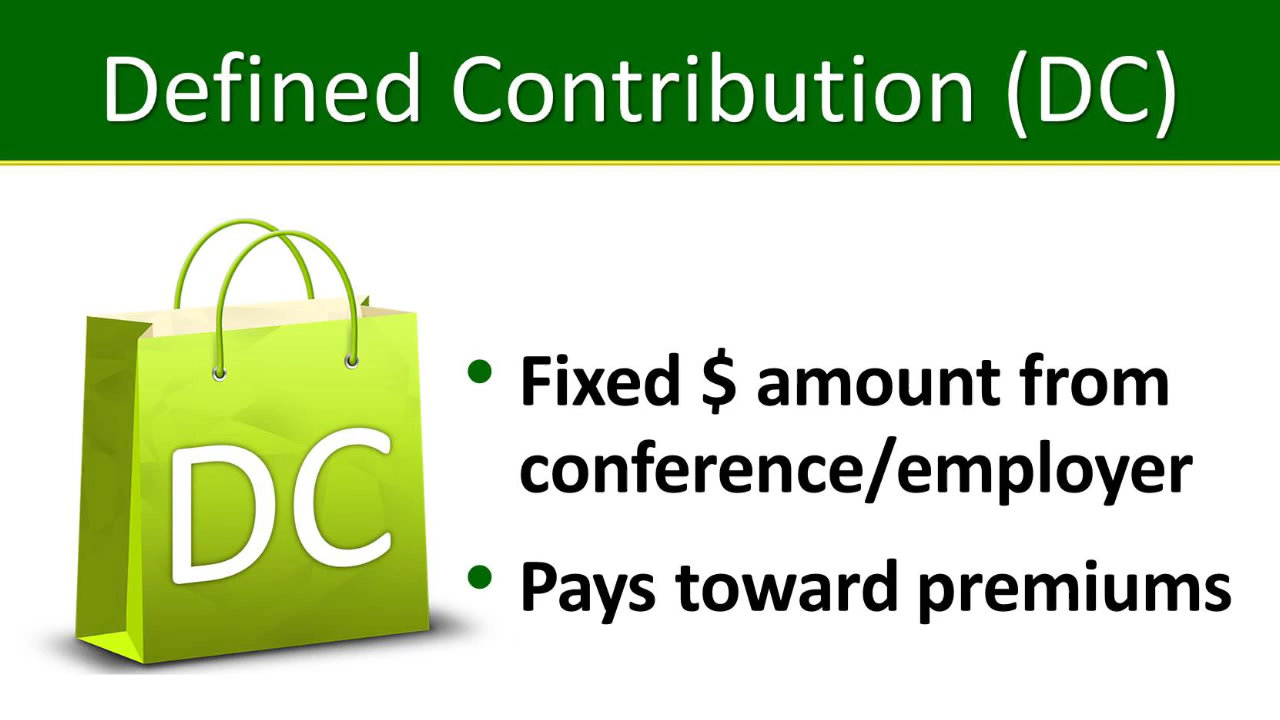 Defined Contribution (DC)
DC
• Fixed $ amount from
conference/employer
• Pays toward premiums